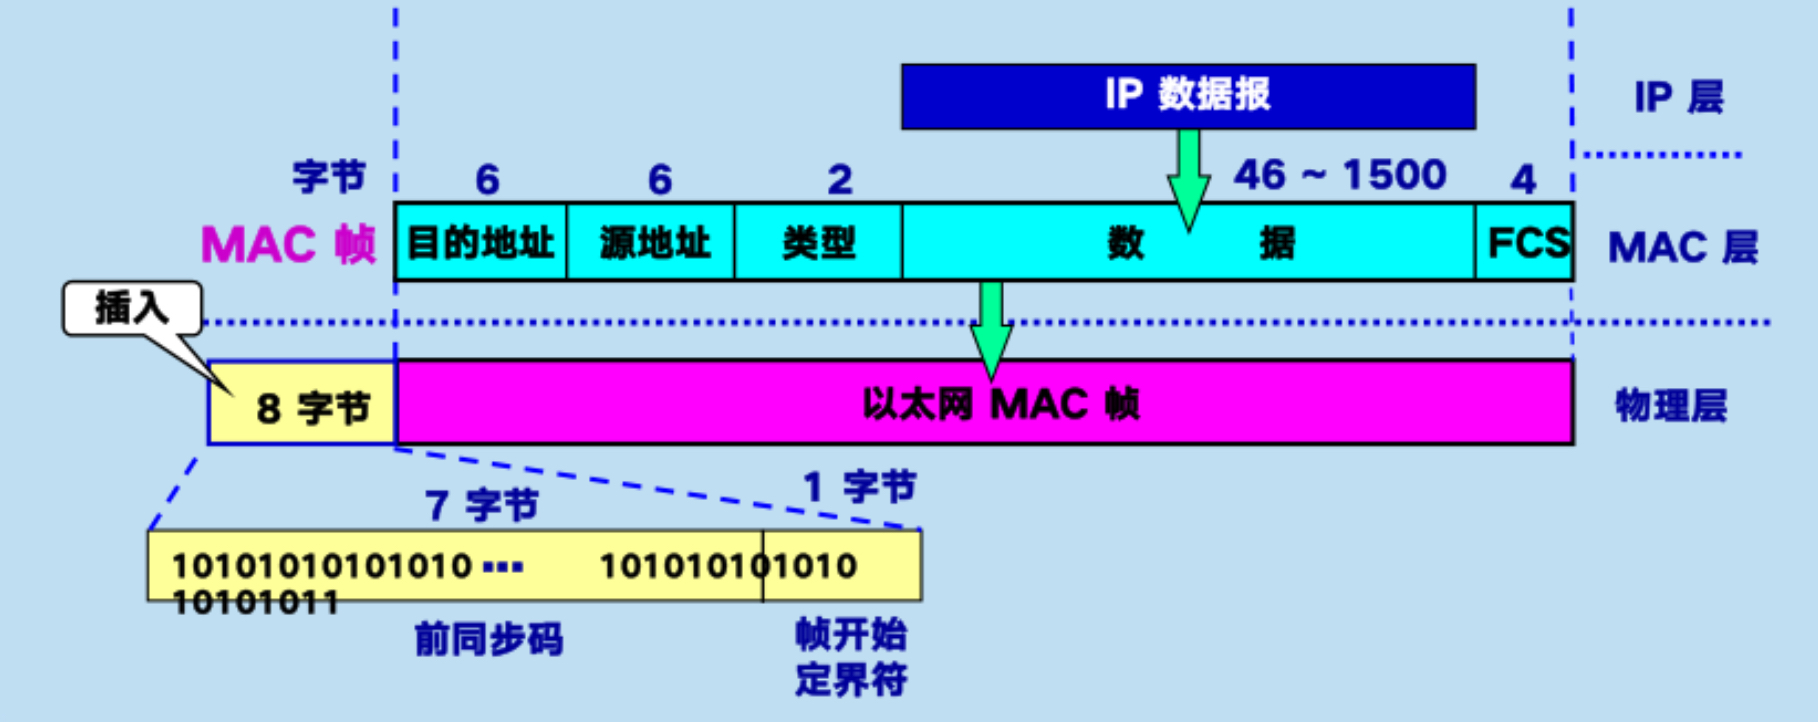 IP 数据报
IP 层
字节 6 6 2 46 ~ 1500 4
MAC 帧 目的地址 源地址 类型 数 据 FCS MAC 层
插入
8 字节 以太网 MAC 帧 物理层
7 字节 1 字节
10101010101010 ▪▪▪ 101010101010
10101011
前同步码 帧开始
定界符